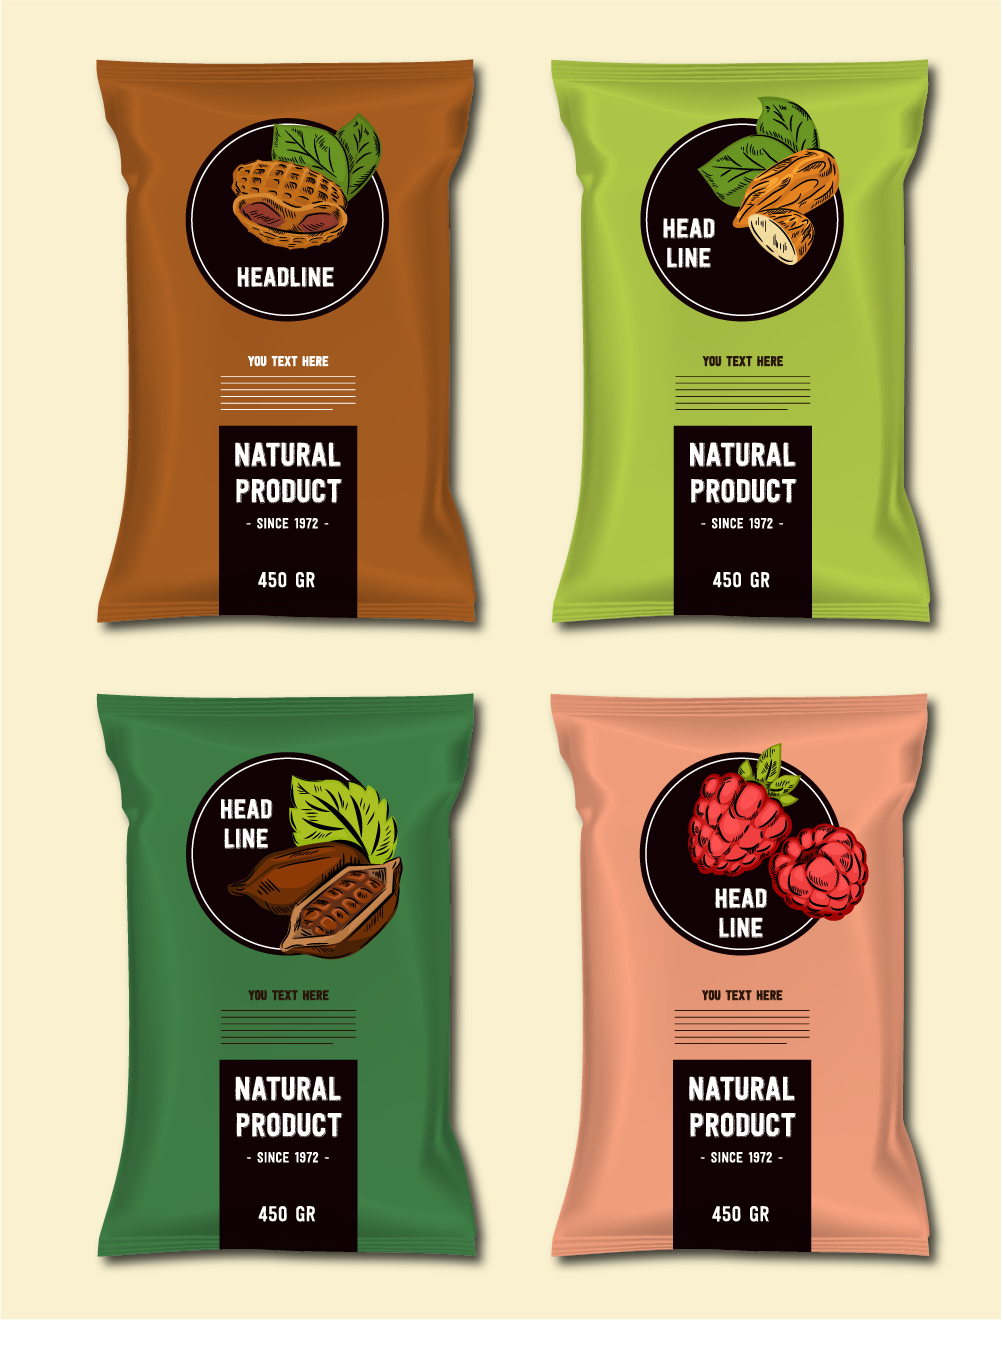 HEADLINE
YOU TEXT HERE
NATURAL
PRODUCT
- SINCE 1972 -
450 GR
HEAD
LINE
YOU TEXT HERE
NATURAL
PRODUCT
- SINCE 1972 -
450 GR
HEAD
LINE
YOU TEXT HERE
NATURAL
PRODUCT
- SINCE 1972 -
450 GR
HEAD
LINE
YOU TEXT HERE
NATURAL
PRODUCT
- SINCE 1972 -
450 GR